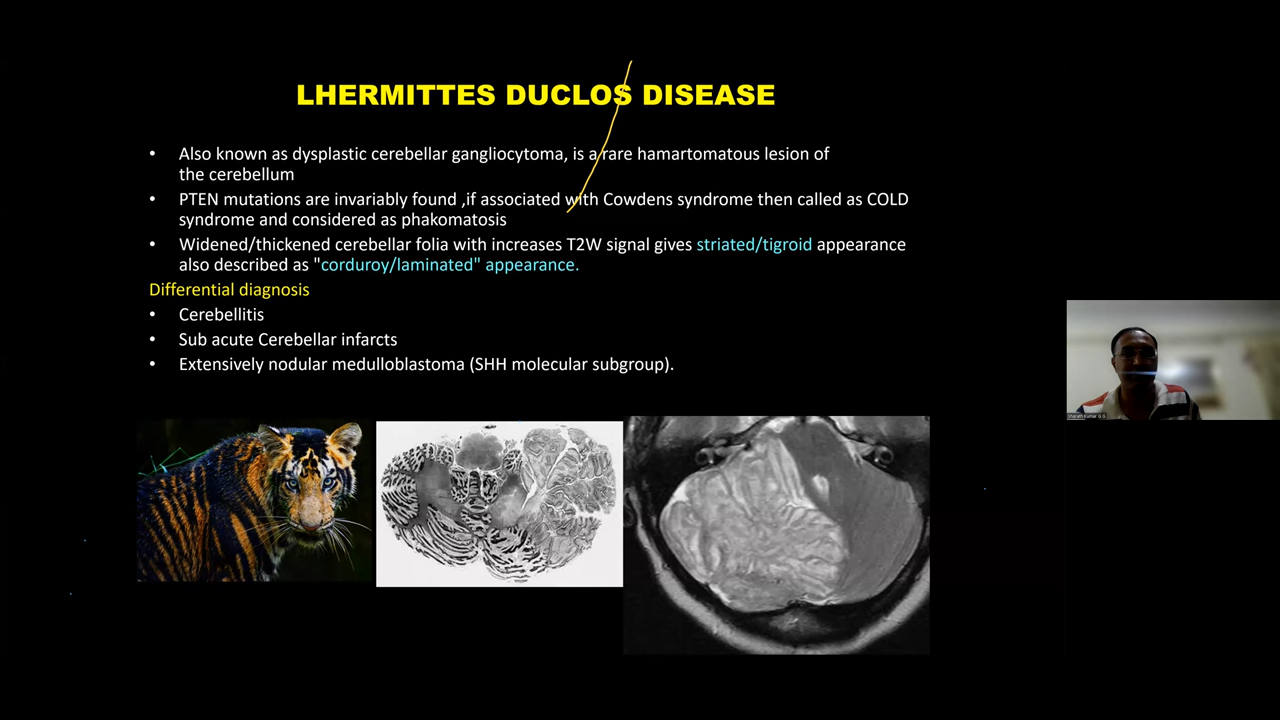 LHERMITTES DUCLOS DISEASE
• Also known as dysplastic cerebellar gangliocytoma, is a rare hamartomatous lesion of
the cerebellum
• PTEN mutations are invariably found ,if associated with Cowdens syndrome then called as COLD
syndrome and considered as phakomatosis
• Widened/thickened cerebellar folia with increases T2W signal gives striated/tigroid appearance
also described as "corduroy/laminated" appearance.
Differential diagnosis
• Cerebellitis
• Sub acute Cerebellar infarcts
• Extensively nodular medulloblastoma (SHH molecular subgroup).
Sharath Kumar G G